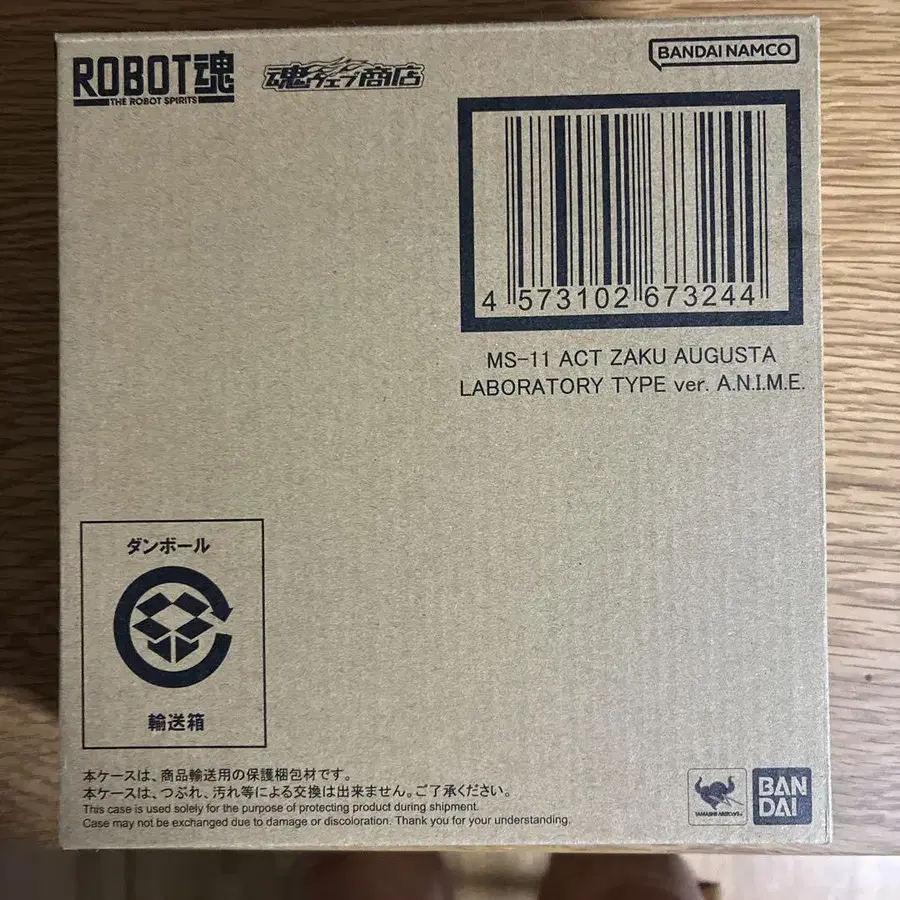 ROBOT魂
THE ROBOT SPIRITS
魂ウェブ商店
BANDAI NAMCO
4 573102 673244
MS-11 ACT ZAKU AUGUSTA
LABORATORY TYPE ver. A.N.I.M.E.
ダンボール
輸送箱
本ケースは、商品輸送用の保護梱包材です。
本ケースは、つぶれ、汚れ等による交換は出来ません。ご了承ください。
This case is used solely for the purpose of protecting product during shipment.
Case may not be exchanged due to damage or discoloration. Thank you for your understanding.
TAMASHII NATIONS
BAN
DAI